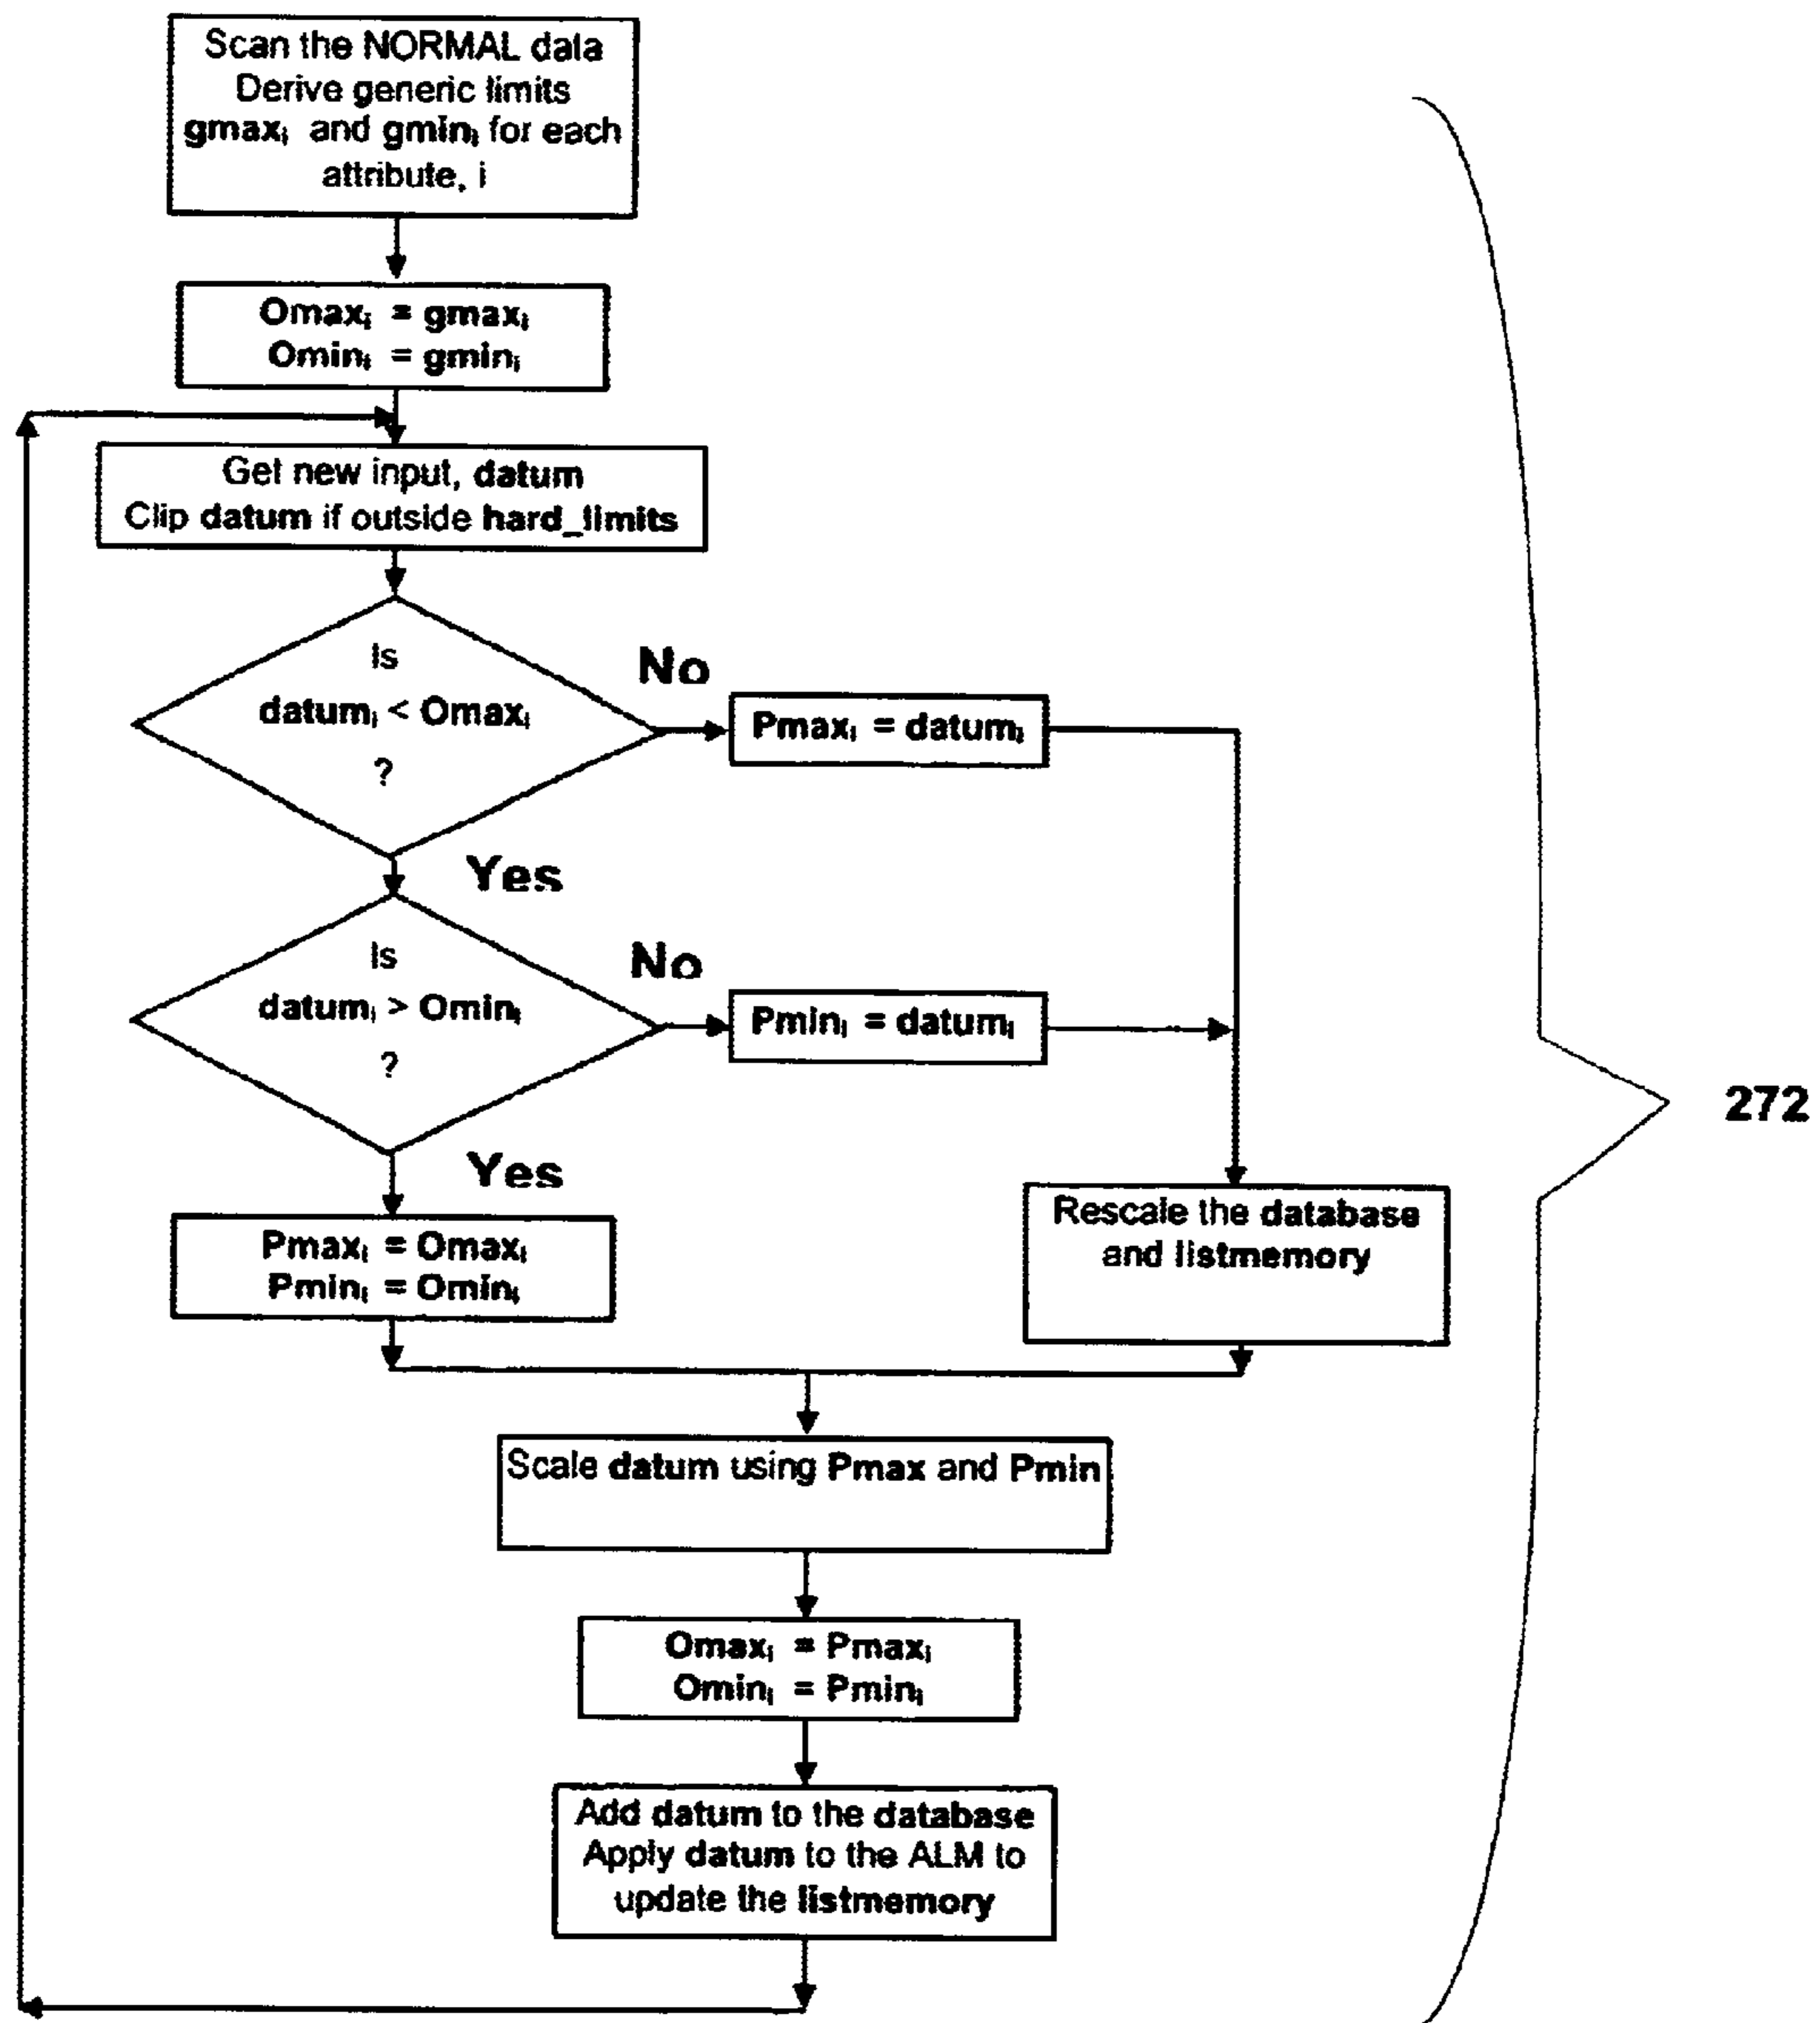 Scan the NORMAL data
Derive generic limits
gmaxᵢ and gminᵢ for each
attribute, i
Omaxᵢ = gmaxᵢ
Ominᵢ = gminᵢ
Get new input, datum
Clip datum if outside hard_limits
Is
datumᵢ < Omaxᵢ
?
No
Pmaxᵢ = datumᵢ
Yes
Is
datumᵢ > Ominᵢ
?
No
Pminᵢ = datumᵢ
Yes
272
Pmaxᵢ = Omaxᵢ
Pminᵢ = Ominᵢ
Rescale the database
and listmemory
Scale datum using Pmax and Pmin
Omaxᵢ = Pmaxᵢ
Ominᵢ = Pminᵢ
Add datum to the database
Apply datum to the ALM to
update the listmemory